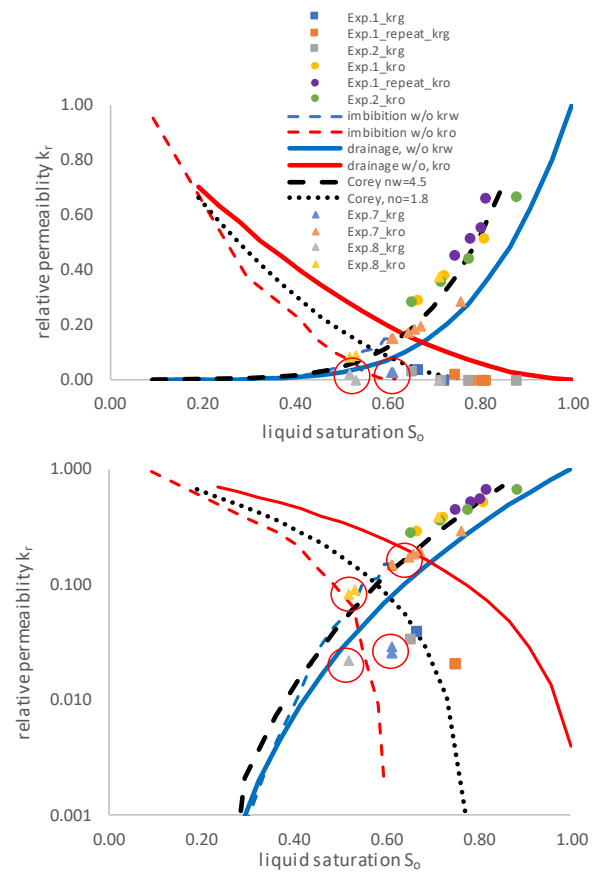 Exp.1_krg
Exp.1_repeat_krg
Exp.2_krg
Exp.1_kro
Exp.1_repeat_kro
Exp.2_kro
imbibition w/o krw
imbibition w/o kro
drainage, w/o krw
drainage w/o, kro
Corey nw=4.5
Corey, no=1.8
Exp.7_krg
Exp.7_kro
Exp.8_krg
Exp.8_kro
1.00
0.80
0.60
0.40
0.20
0.00
relative permeaiblity kr
0.00 0.20 0.40 0.60 0.80 1.00
liquid saturation So
1.000
0.100
0.010
0.001
relative permeaiblity kr
0.00 0.20 0.40 0.60 0.80 1.00
liquid saturation So